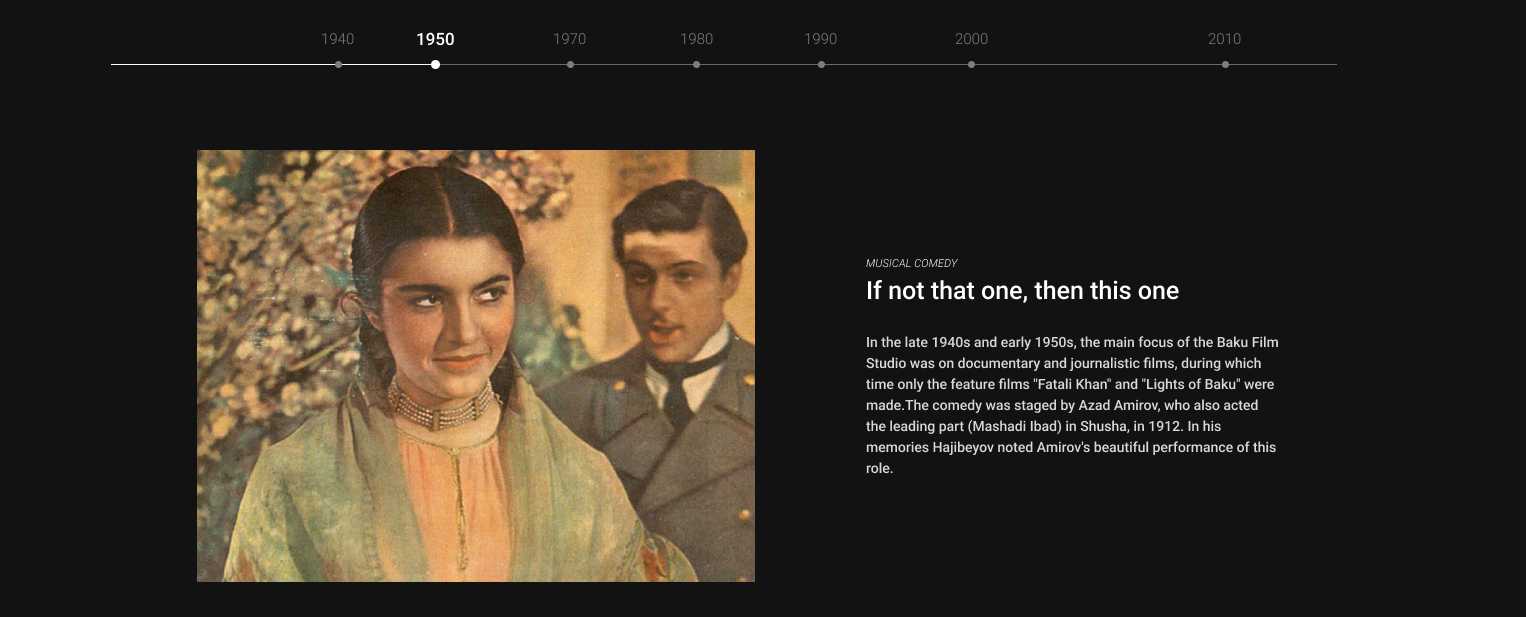 1940 1950 1970 1980 1990 2000 2010
MUSICAL COMEDY
If not that one, then this one
In the late 1940s and early 1950s, the main focus of the Baku Film
Studio was on documentary and journalistic films, during which
time only the feature films "Fatali Khan" and "Lights of Baku" were
made.The comedy was staged by Azad Amirov, who also acted
the leading part (Mashadi Ibad) in Shusha, in 1912. In his
memories Hajibeyov noted Amirov's beautiful performance of this
role.